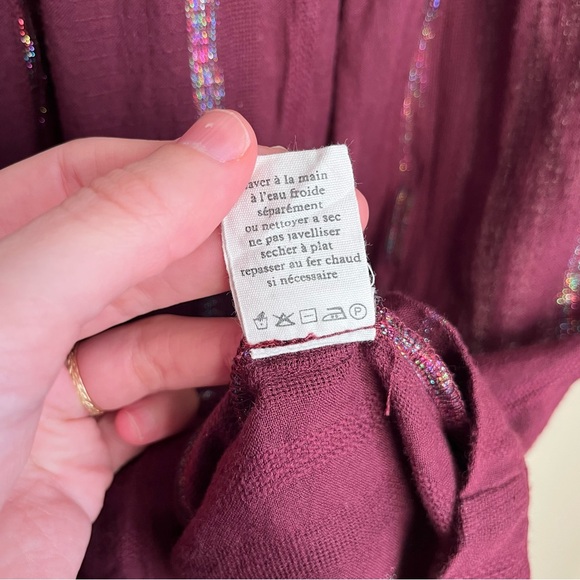 laver à la main
à l'eau froide
séparément
ou nettoyer a sec
ne pas javelliser
secher à plat
repasser au fer chaud
si nécessaire
P